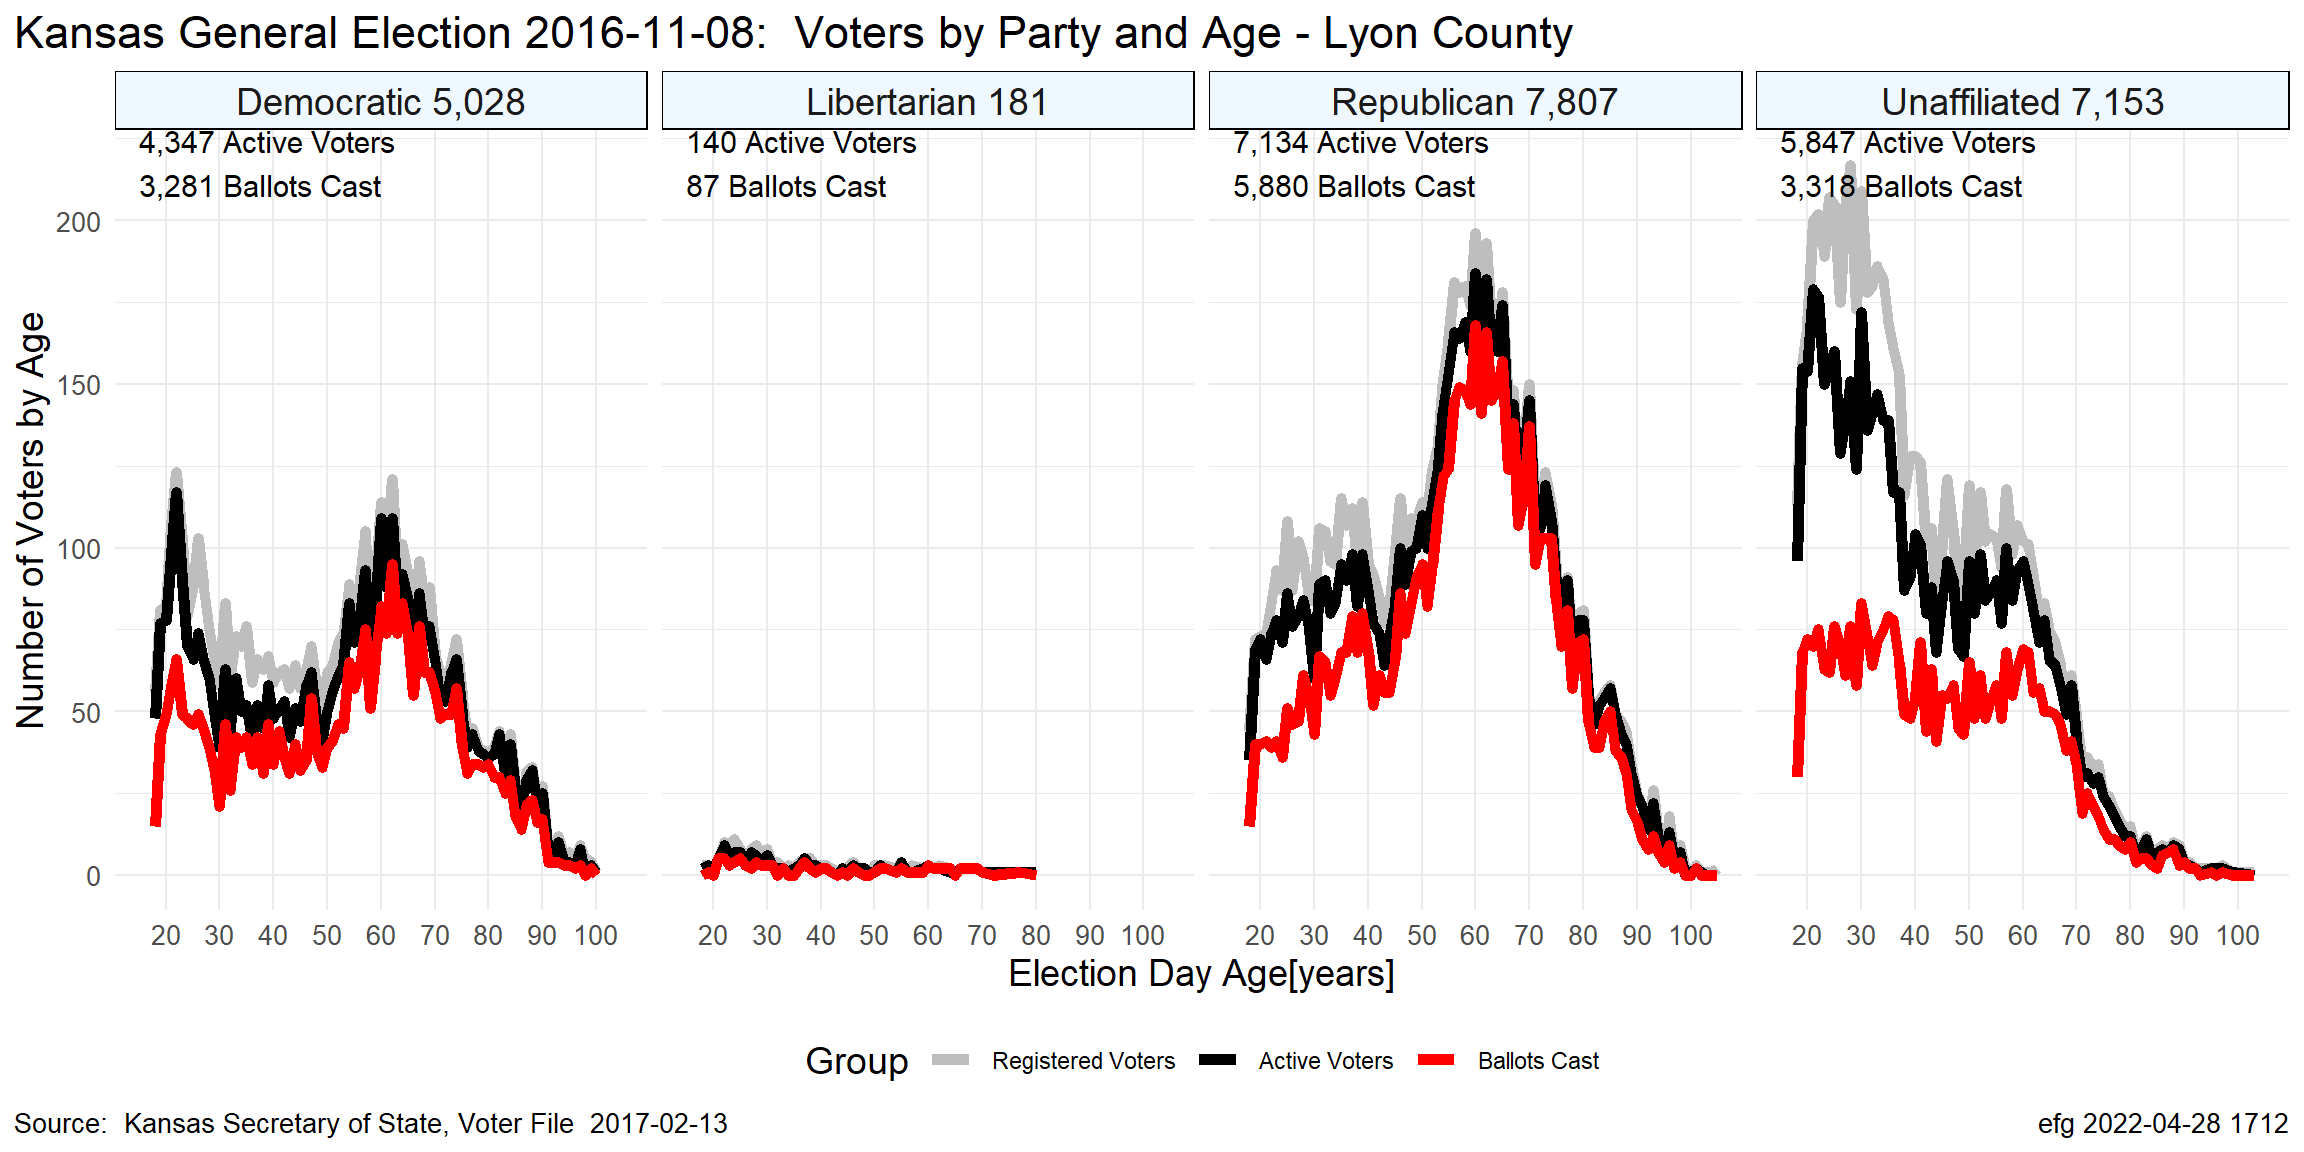 Kansas General Election 2016-11-08:  Voters by Party and Age - Lyon County
Democratic 5,028
Libertarian 181
Republican 7,807
Unaffiliated 7,153
4,347 Active Voters
3,281 Ballots Cast
140 Active Voters
87 Ballots Cast
7,134 Active Voters
5,880 Ballots Cast
5,847 Active Voters
3,318 Ballots Cast
Number of Voters by Age
200
150
100
50
0
20 30 40 50 60 70 80 90 100
20 30 40 50 60 70 80 90 100
20 30 40 50 60 70 80 90 100
20 30 40 50 60 70 80 90 100
Election Day Age[years]
Group Registered Voters Active Voters Ballots Cast
Source:  Kansas Secretary of State, Voter File  2017-02-13
efg 2022-04-28 1712